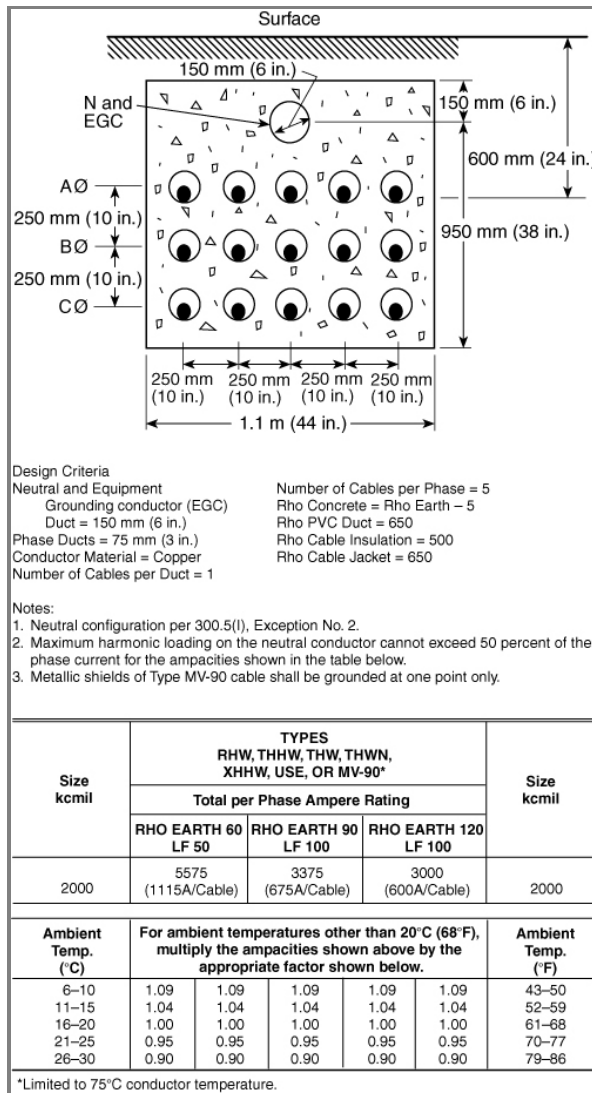 Surface
150 mm (6 in.)
N and
EGC
150 mm (6 in.)
600 mm (24 in.)
AØ
250 mm
(10 in.)
BØ
950 mm (38 in.)
250 mm
(10 in.)
CØ
250 mm 250 mm 250 mm 250 mm
(10 in.) (10 in.) (10 in.) (10 in.)
1.1 m (44 in.)
Design Criteria
Neutral and Equipment
Grounding conductor (EGC)
Duct = 150 mm (6 in.)
Phase Ducts = 75 mm (3 in.)
Conductor Material = Copper
Number of Cables per Duct = 1
Number of Cables per Phase = 5
Rho Concrete = Rho Earth – 5
Rho PVC Duct = 650
Rho Cable Insulation = 500
Rho Cable Jacket = 650
Notes:
1. Neutral configuration per 300.5(I), Exception No. 2.
2. Maximum harmonic loading on the neutral conductor cannot exceed 50 percent of the
phase current for the ampacities shown in the table below.
3. Metallic shields of Type MV-90 cable shall be grounded at one point only.
Size
kcmil
TYPES
RHW, THHW, THW, THWN,
XHHW, USE, OR MV-90*
Size
kcmil
Total per Phase Ampere Rating
RHO EARTH 60 RHO EARTH 90 RHO EARTH 120
LF 50 LF 100 LF 100
5575 3375 3000
2000 (1115A/Cable) (675A/Cable) (600A/Cable) 2000
Ambient
Temp.
(°C)
For ambient temperatures other than 20°C (68°F),
multiply the ampacities shown above by the
appropriate factor shown below.
Ambient
Temp.
(°F)
6–10 1.09 1.09 1.09 1.09 1.09 43–50
11–15 1.04 1.04 1.04 1.04 1.04 52–59
16–20 1.00 1.00 1.00 1.00 1.00 61–68
21–25 0.95 0.95 0.95 0.95 0.95 70–77
26–30 0.90 0.90 0.90 0.90 0.90 79–86
*Limited to 75°C conductor temperature.